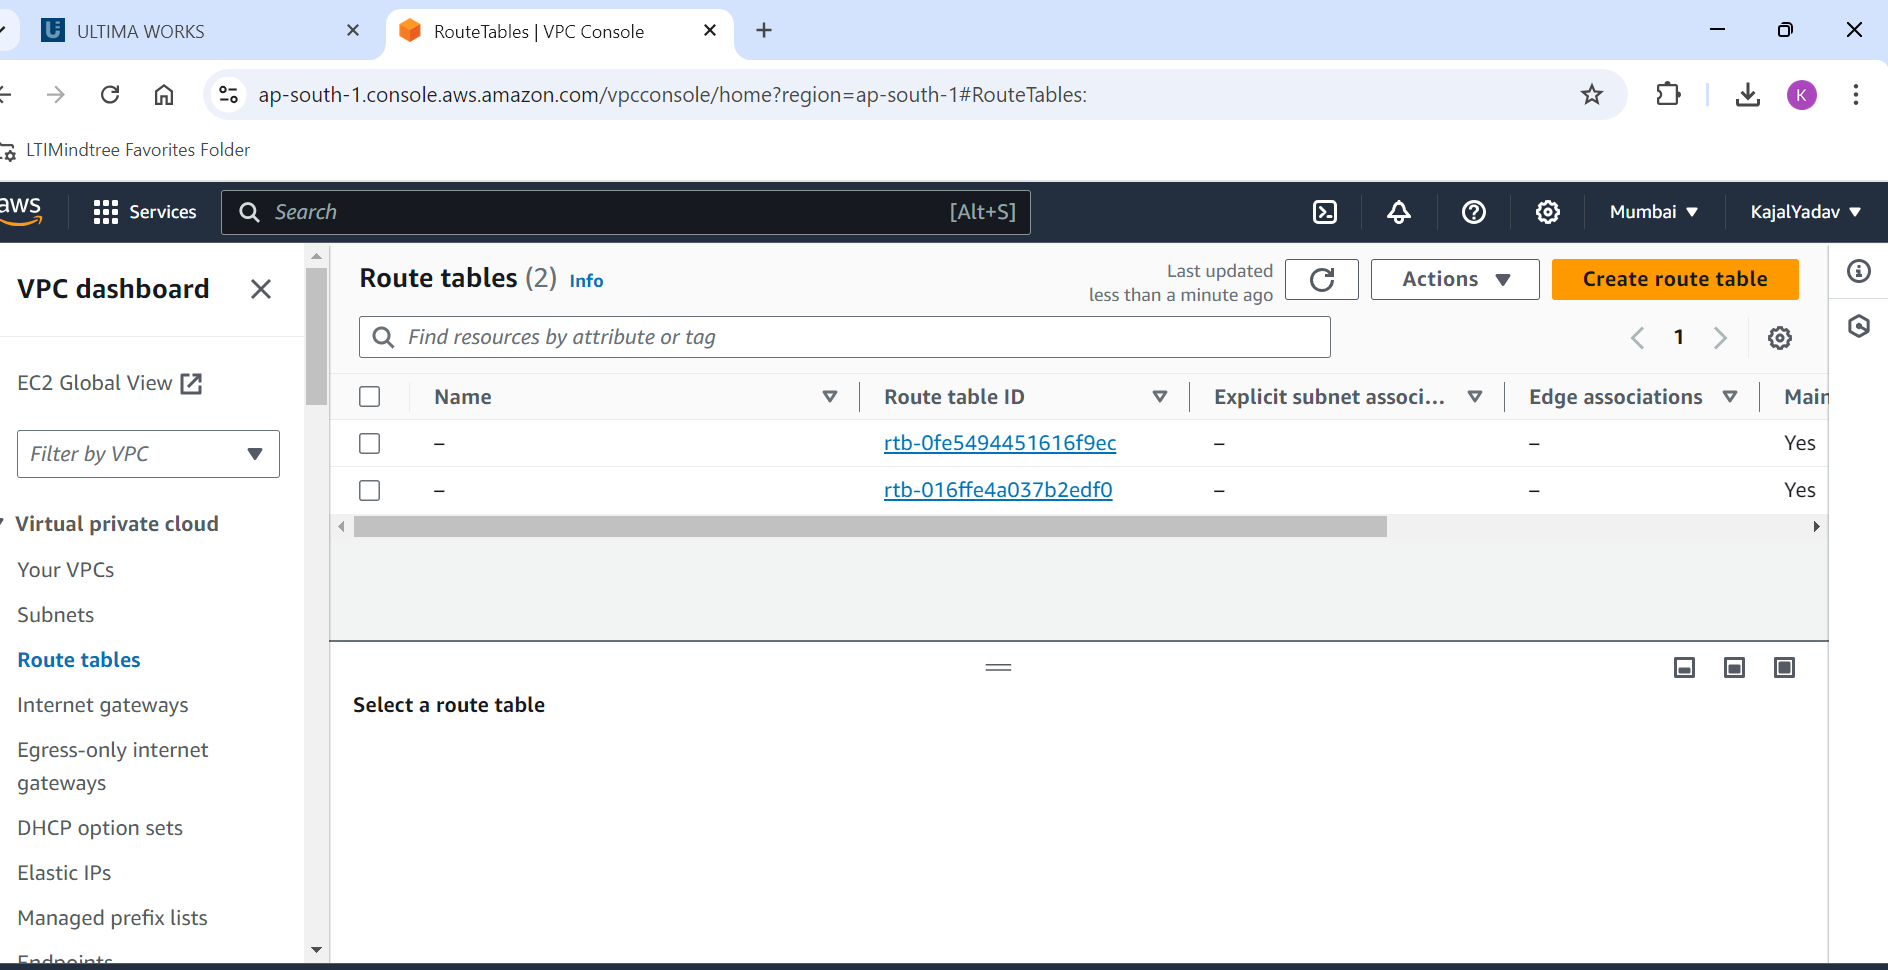 ULTIMA WORKS
RouteTables | VPC Console
ap-south-1.console.aws.amazon.com/vpcconsole/home?region=ap-south-1#RouteTables:
K
LTIMindtree Favorites Folder
aws
Services
Search
[Alt+S]
Mumbai
KajalYadav
VPC dashboard
EC2 Global View
Filter by VPC
Virtual private cloud
Your VPCs
Subnets
Route tables
Internet gateways
Egress-only internet
gateways
DHCP option sets
Elastic IPs
Managed prefix lists
Endpoints
Route tables (2) Info
Last updated
less than a minute ago
Actions
Create route table
Find resources by attribute or tag
1
Name Route table ID Explicit subnet associ... Edge associations Main
– rtb-0fe5494451616f9ec – – Yes
– rtb-016ffe4a037b2edf0 – – Yes
Select a route table